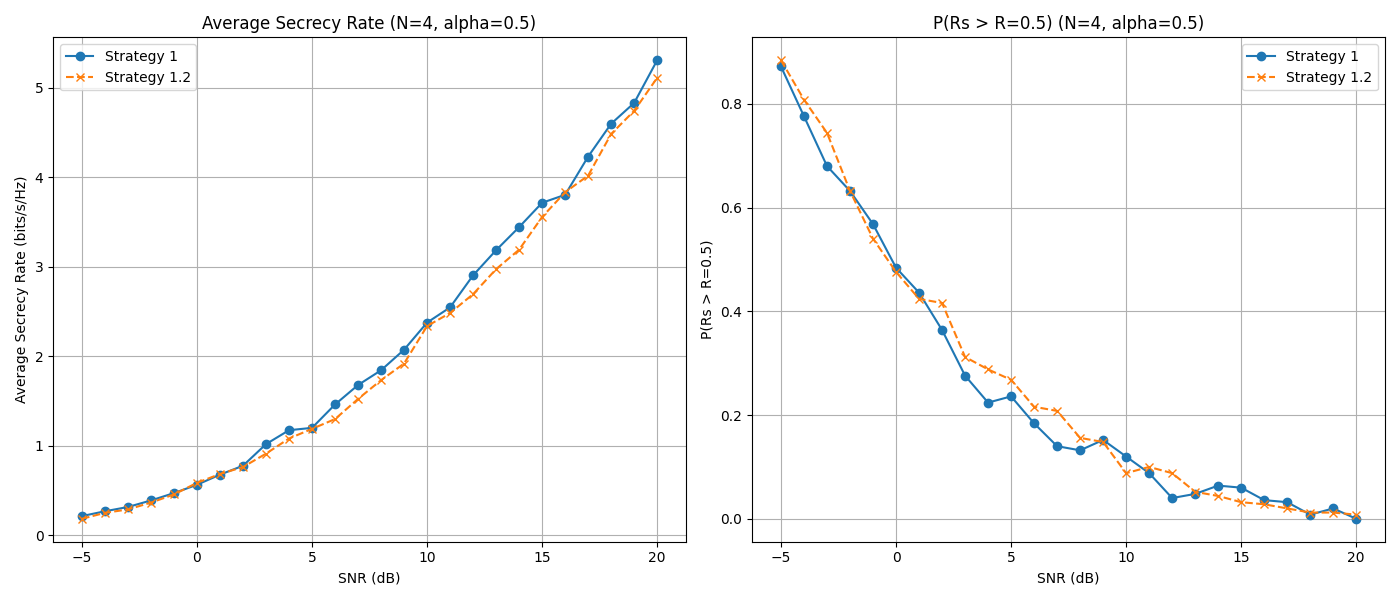 Average Secrecy Rate (N=4, alpha=0.5)
Strategy 1
Strategy 1.2
Average Secrecy Rate (bits/s/Hz)
5
4
3
2
1
0
−5
0
5
10
15
20
SNR (dB)
P(Rs > R=0.5) (N=4, alpha=0.5)
Strategy 1
Strategy 1.2
P(Rs > R=0.5)
0.8
0.6
0.4
0.2
0.0
−5
0
5
10
15
20
SNR (dB)